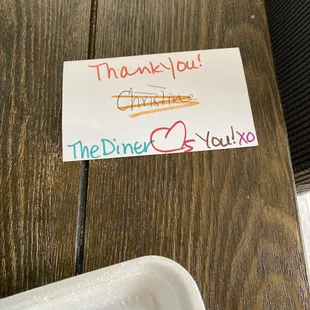 Thank you!
Christine
The Diner ♡s You! XO